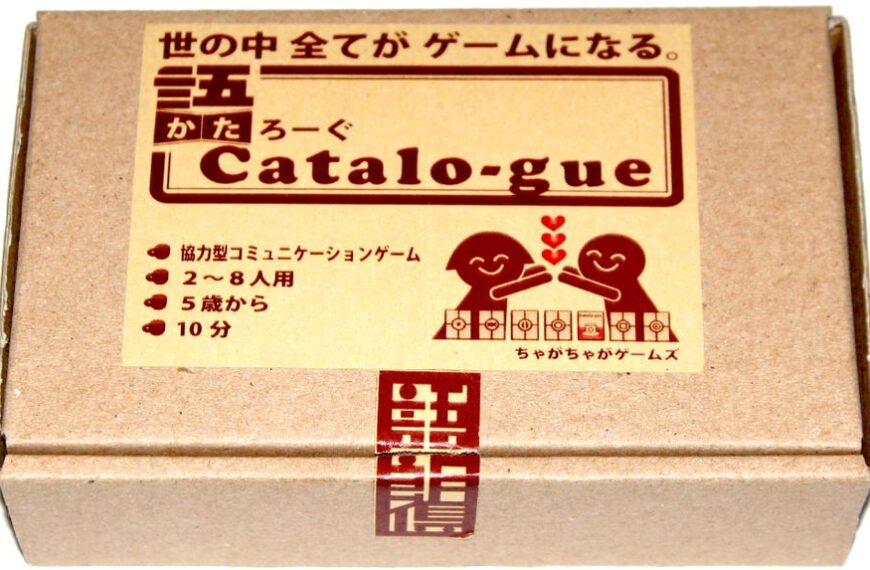 世の中 全てが ゲームになる。
語
かたろーぐ
Catalo-gue
協力型コミュニケーションゲーム
2〜8人用
5歳から
10分
ちゃがちゃがゲームズ